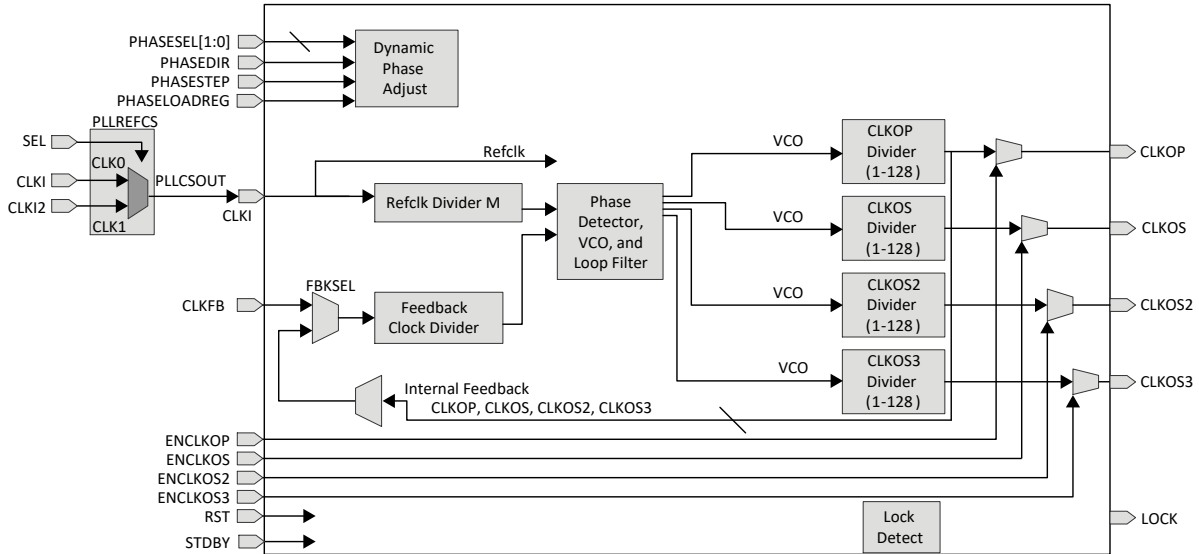 PHASESEL[1:0]
PHASEDIR
PHASESTEP
PHASELOADREG
Dynamic
Phase
Adjust
PLLREFCS
SEL
CLK0
CLKI
CLKI2
CLK1
PLLCSOUT
CLKI
Refclk
Refclk Divider M
Phase
Detector,
VCO, and
Loop Filter
VCO
CLKOP
Divider
(1-128)
CLKOP
VCO
CLKOS
Divider
(1-128)
CLKOS
CLKFB
FBKSEL
Feedback
Clock Divider
VCO
CLKOS2
Divider
(1-128)
CLKOS2
VCO
CLKOS3
Divider
(1-128)
CLKOS3
Internal Feedback
CLKOP, CLKOS, CLKOS2, CLKOS3
ENCLKOP
ENCLKOS
ENCLKOS2
ENCLKOS3
RST
STDBY
Lock
Detect
LOCK